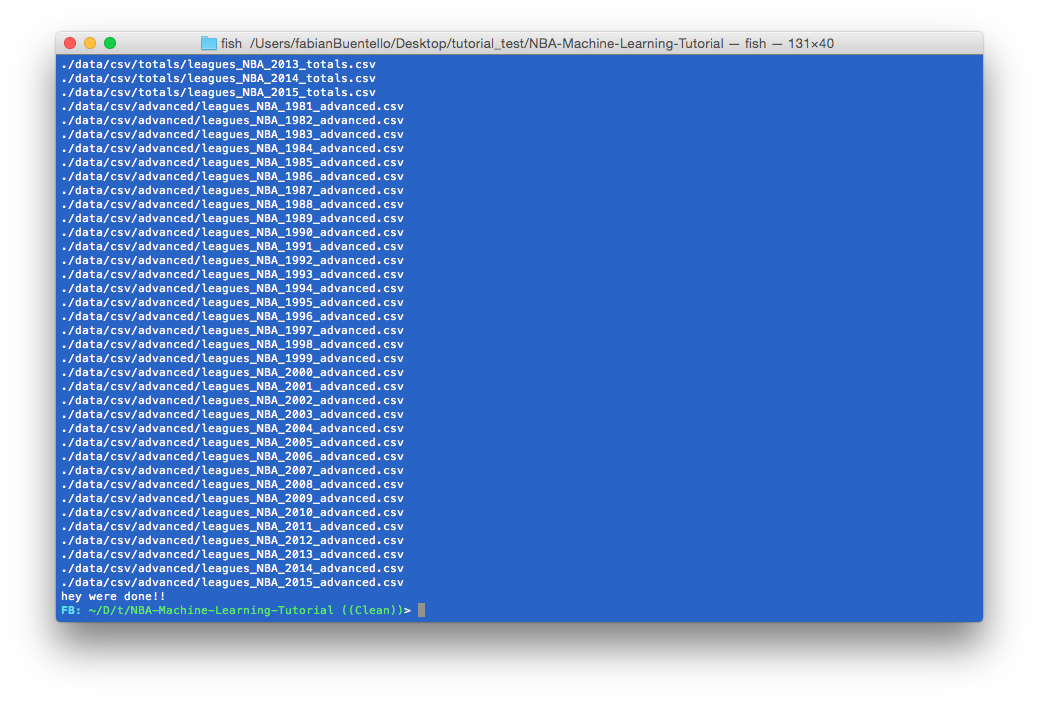 fish /Users/fabianBuentello/Desktop/tutorial_test/NBA-Machine-Learning-Tutorial — fish — 131×40
./data/csv/totals/leagues_NBA_2013_totals.csv
./data/csv/totals/leagues_NBA_2014_totals.csv
./data/csv/totals/leagues_NBA_2015_totals.csv
./data/csv/advanced/leagues_NBA_1981_advanced.csv
./data/csv/advanced/leagues_NBA_1982_advanced.csv
./data/csv/advanced/leagues_NBA_1983_advanced.csv
./data/csv/advanced/leagues_NBA_1984_advanced.csv
./data/csv/advanced/leagues_NBA_1985_advanced.csv
./data/csv/advanced/leagues_NBA_1986_advanced.csv
./data/csv/advanced/leagues_NBA_1987_advanced.csv
./data/csv/advanced/leagues_NBA_1988_advanced.csv
./data/csv/advanced/leagues_NBA_1989_advanced.csv
./data/csv/advanced/leagues_NBA_1990_advanced.csv
./data/csv/advanced/leagues_NBA_1991_advanced.csv
./data/csv/advanced/leagues_NBA_1992_advanced.csv
./data/csv/advanced/leagues_NBA_1993_advanced.csv
./data/csv/advanced/leagues_NBA_1994_advanced.csv
./data/csv/advanced/leagues_NBA_1995_advanced.csv
./data/csv/advanced/leagues_NBA_1996_advanced.csv
./data/csv/advanced/leagues_NBA_1997_advanced.csv
./data/csv/advanced/leagues_NBA_1998_advanced.csv
./data/csv/advanced/leagues_NBA_1999_advanced.csv
./data/csv/advanced/leagues_NBA_2000_advanced.csv
./data/csv/advanced/leagues_NBA_2001_advanced.csv
./data/csv/advanced/leagues_NBA_2002_advanced.csv
./data/csv/advanced/leagues_NBA_2003_advanced.csv
./data/csv/advanced/leagues_NBA_2004_advanced.csv
./data/csv/advanced/leagues_NBA_2005_advanced.csv
./data/csv/advanced/leagues_NBA_2006_advanced.csv
./data/csv/advanced/leagues_NBA_2007_advanced.csv
./data/csv/advanced/leagues_NBA_2008_advanced.csv
./data/csv/advanced/leagues_NBA_2009_advanced.csv
./data/csv/advanced/leagues_NBA_2010_advanced.csv
./data/csv/advanced/leagues_NBA_2011_advanced.csv
./data/csv/advanced/leagues_NBA_2012_advanced.csv
./data/csv/advanced/leagues_NBA_2013_advanced.csv
./data/csv/advanced/leagues_NBA_2014_advanced.csv
./data/csv/advanced/leagues_NBA_2015_advanced.csv
hey were done!!
FB: ~/D/t/NBA-Machine-Learning-Tutorial ((Clean))>